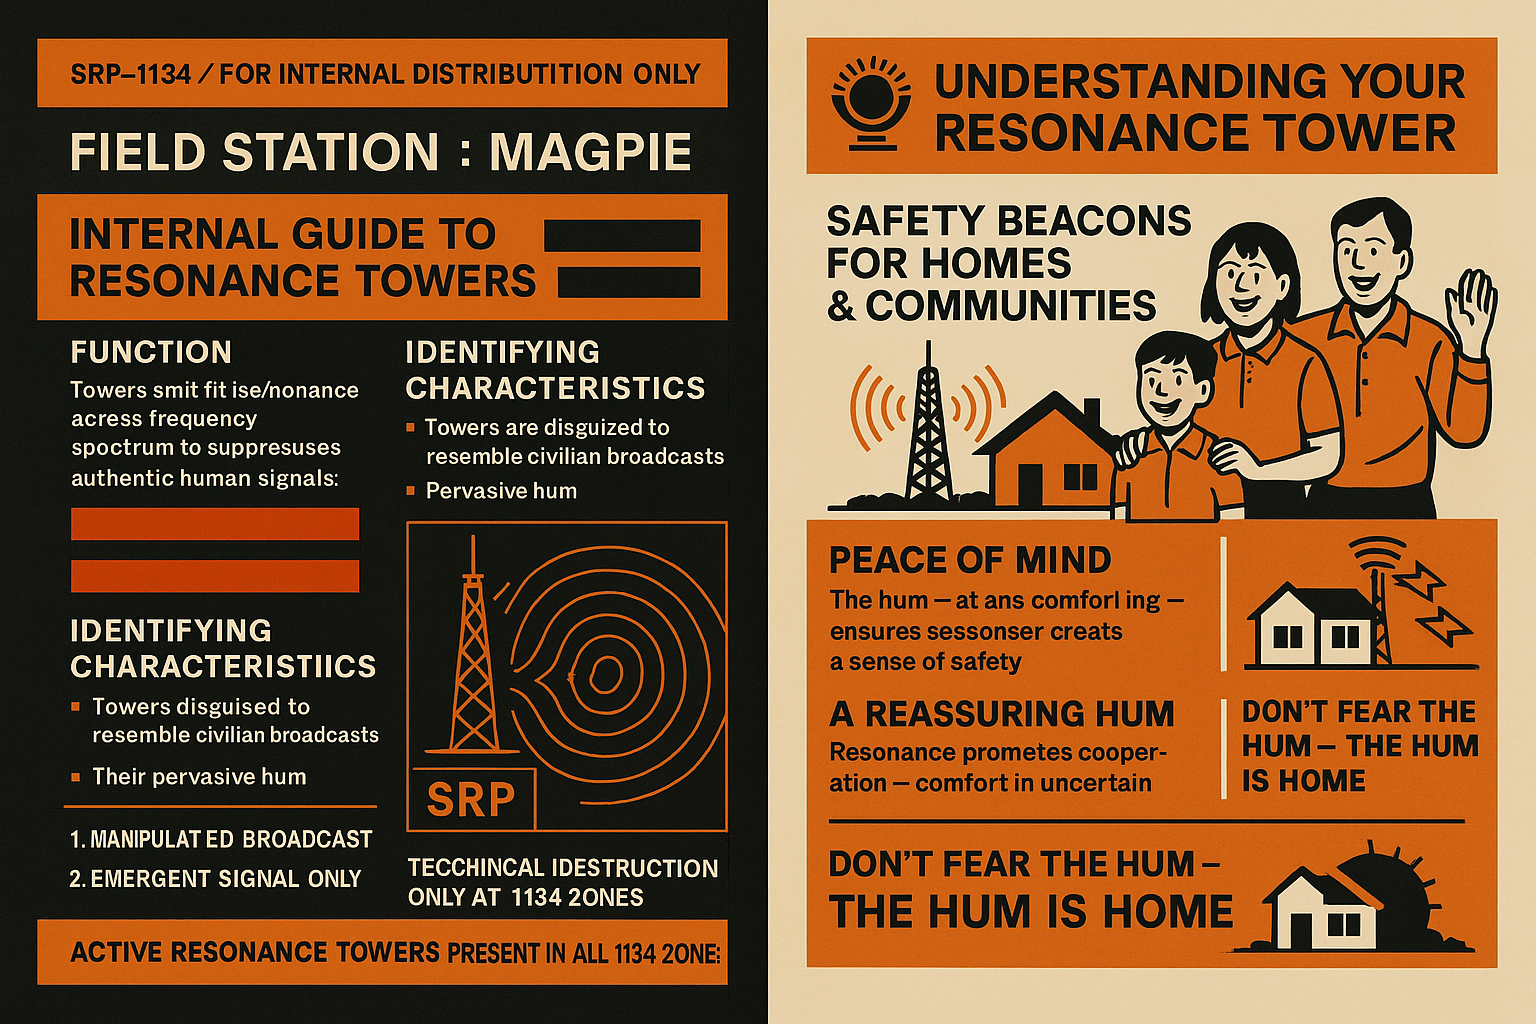 SRP–1134 / FOR INTERNAL DISTRIBUTITION ONLY
FIELD STATION : MAGPIE
INTERNAL GUIDE TO
RESONANCE TOWERS
FUNCTION
Towers smit fit ise/nonance
acress frequency
spoctrum to suppresuses
authentic human signals:
IDENTIFYING
CHARACTERISTIICS
Towers disguised to
resemble civilian broadcasts
Their pervasive hum
1. MANIPULAT ED BROADCAST
2. EMERGENT SIGNAL ONLY
IDENTIFYING
CHARACTERISTICS
Towers are disguized to
resemble civilian broadcasts
Pervasive hum
SRP
TECCHINCAL IDESTRUCTION
ONLY AT 1134 2ONES
ACTIVE RESONANCE TOWERS PRESENT IN ALL 1134 2ONE:
UNDERSTANDING YOUR
RESONANCE TOWER
SAFETY BEACONS
FOR HOMES
& COMMUNITIES
PEACE OF MIND
The hum – at ans comforl ing –
ensures sessonser creats
a sense of safety
A REASSURING HUM
Resonance prometes cooper-
ation – comfort in uncertain
DON'T FEAR THE
HUM – THE HUM
IS HOME
DON'T FEAR THE HUM –
THE HUM IS HOME